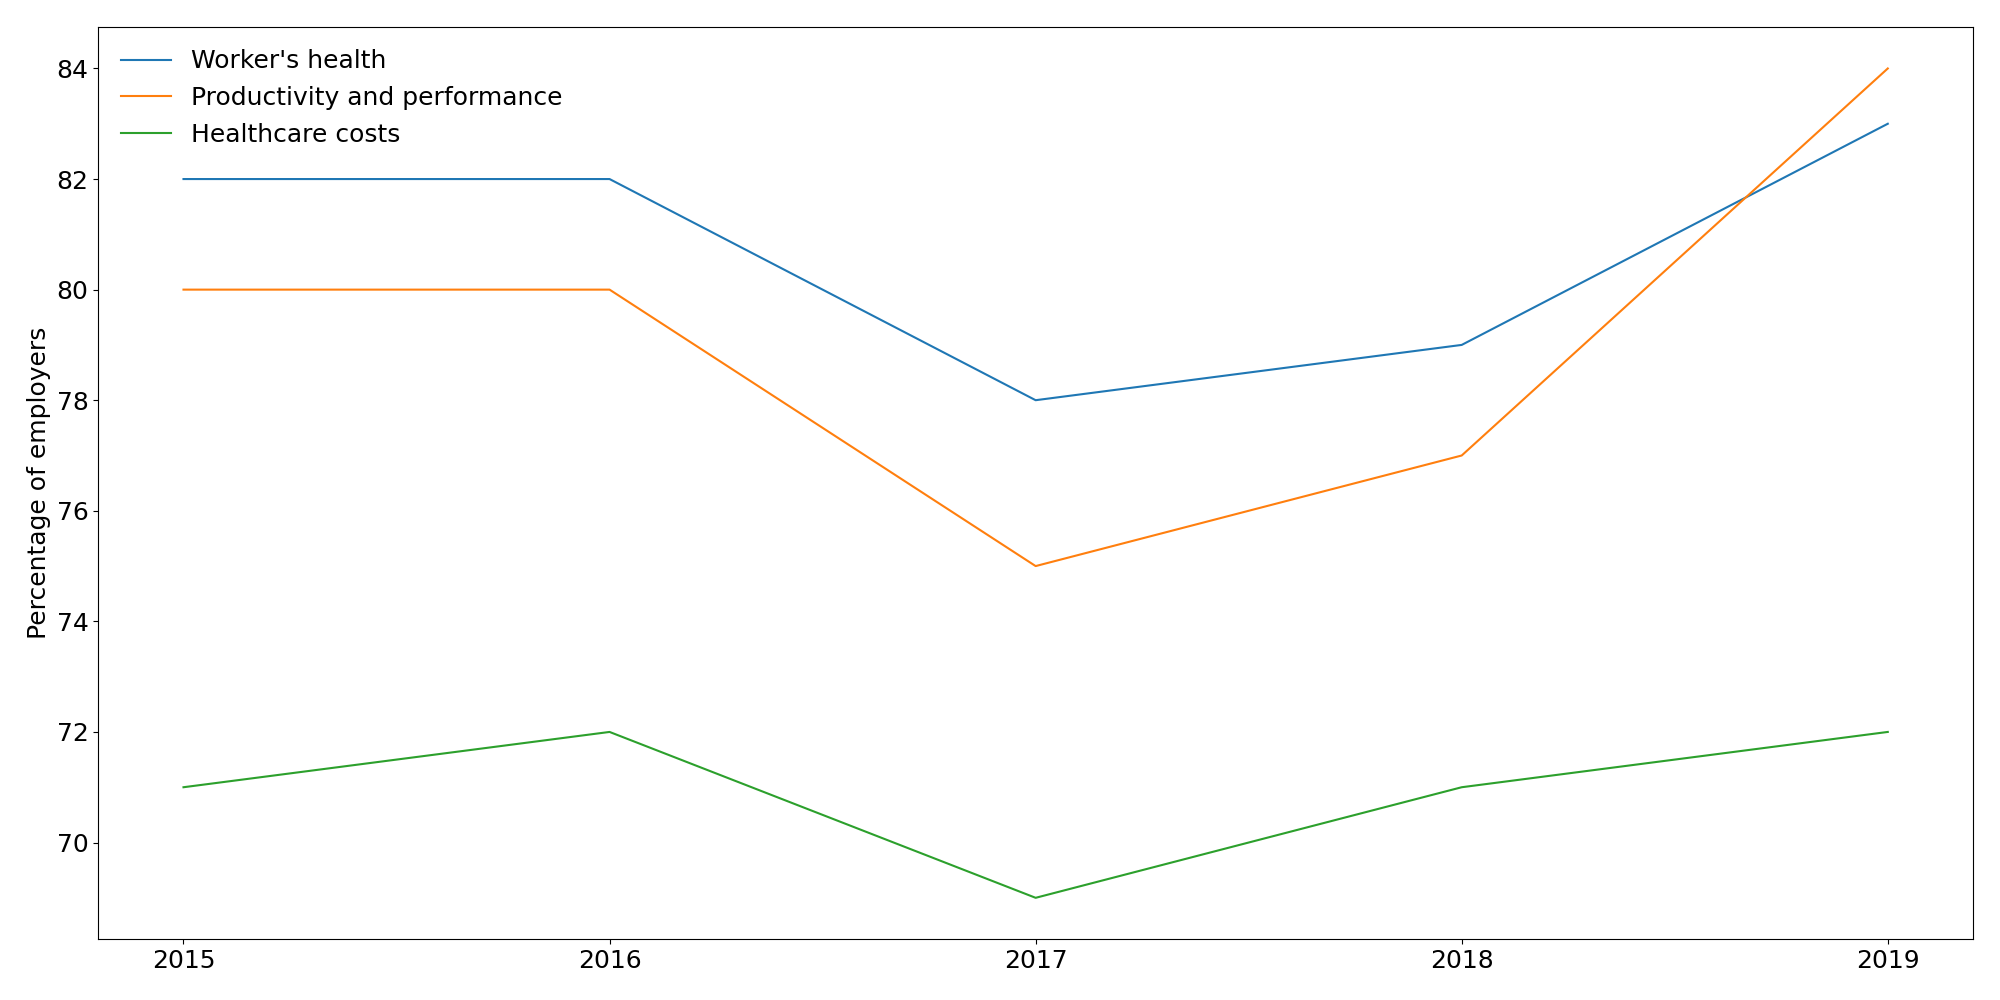 Worker's health
Productivity and performance
Healthcare costs
Percentage of employers
84
82
80
78
76
74
72
70
2015 2016 2017 2018 2019